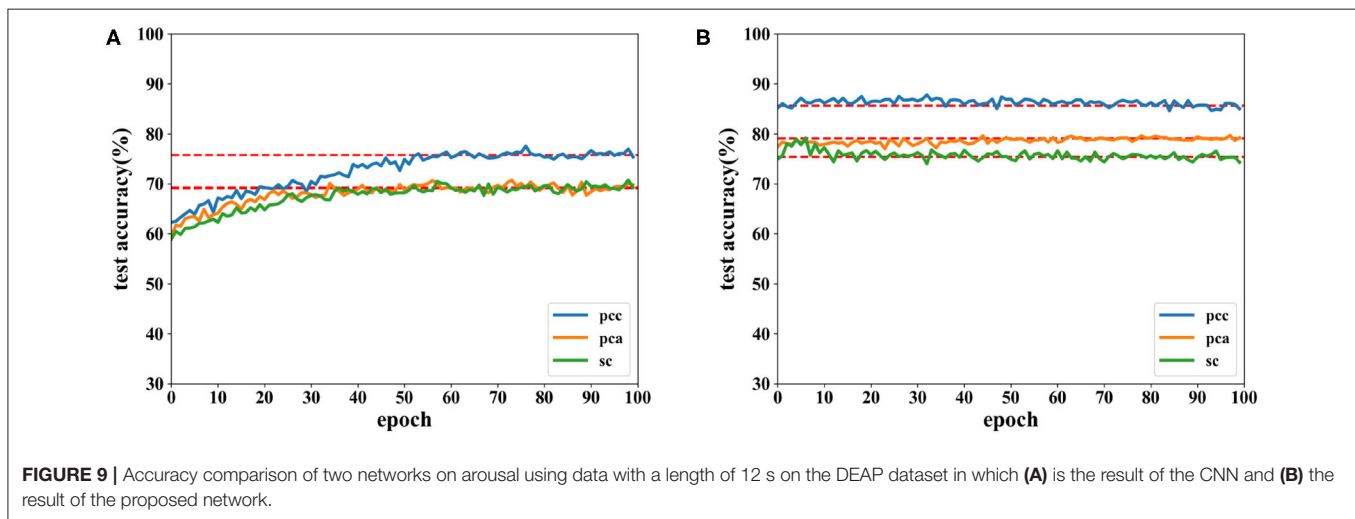 A
100
90
80
70
60
50
40
30
test accuracy(%)
0 10 20 30 40 50 60 70 80 90 100
epoch
pcc
pca
sc
B
100
90
80
70
60
50
40
30
test accuracy(%)
0 10 20 30 40 50 60 70 80 90 100
epoch
pcc
pca
sc
FIGURE 9 | Accuracy comparison of two networks on arousal using data with a length of 12 s on the DEAP dataset in which (A) is the result of the CNN and (B) the
result of the proposed network.